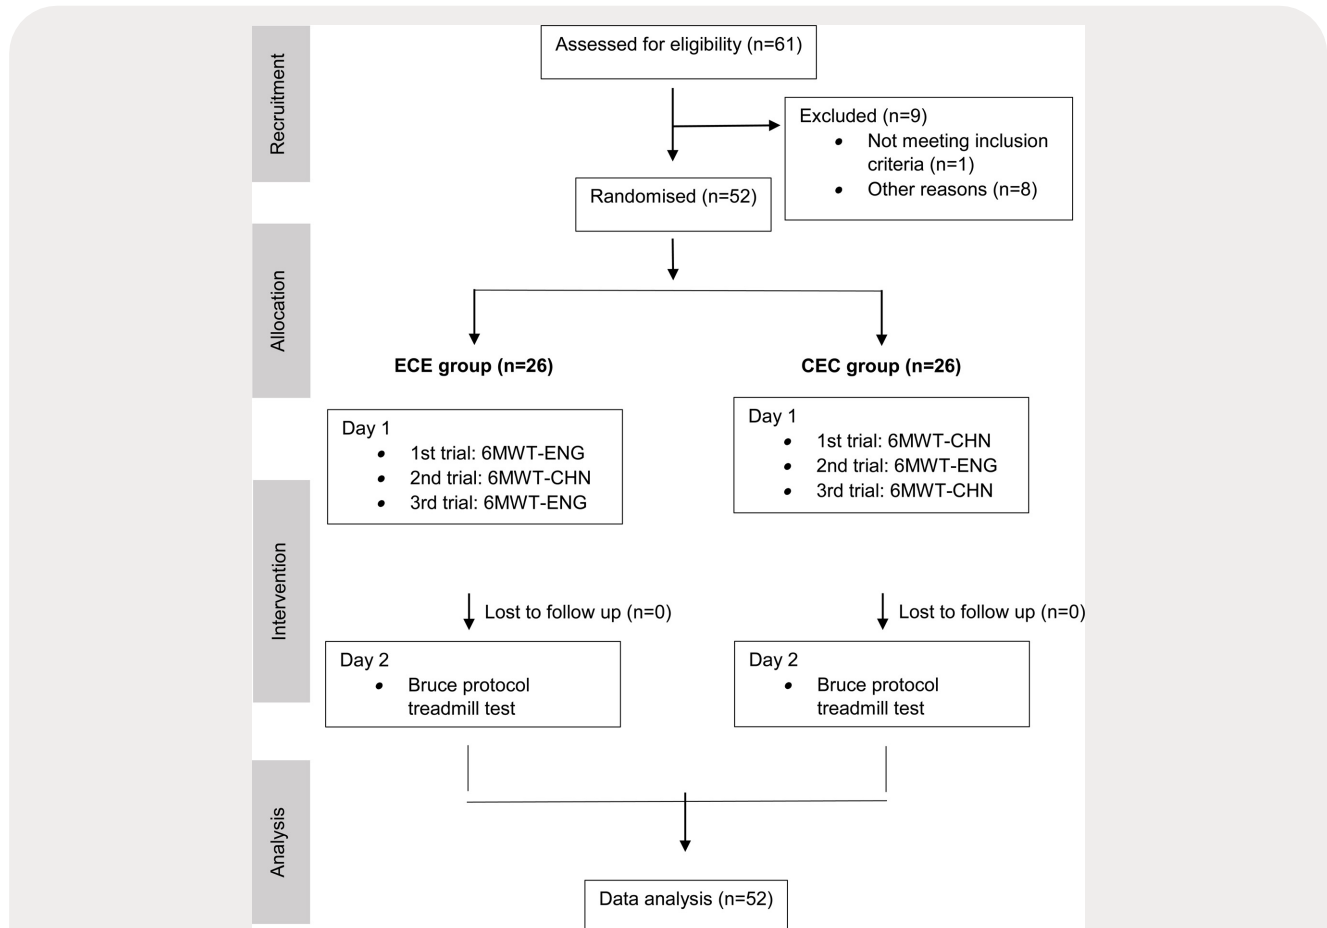 Recruitment
Assessed for eligibility (n=61)
Excluded (n=9)
• Not meeting inclusion
criteria (n=1)
• Other reasons (n=8)
Randomised (n=52)
Allocation
ECE group (n=26)
CEC group (n=26)
Day 1
• 1st trial: 6MWT-ENG
• 2nd trial: 6MWT-CHN
• 3rd trial: 6MWT-ENG
Day 1
• 1st trial: 6MWT-CHN
• 2nd trial: 6MWT-ENG
• 3rd trial: 6MWT-CHN
Intervention
Lost to follow up (n=0)
Lost to follow up (n=0)
Day 2
• Bruce protocol
treadmill test
Day 2
• Bruce protocol
treadmill test
Analysis
Data analysis (n=52)